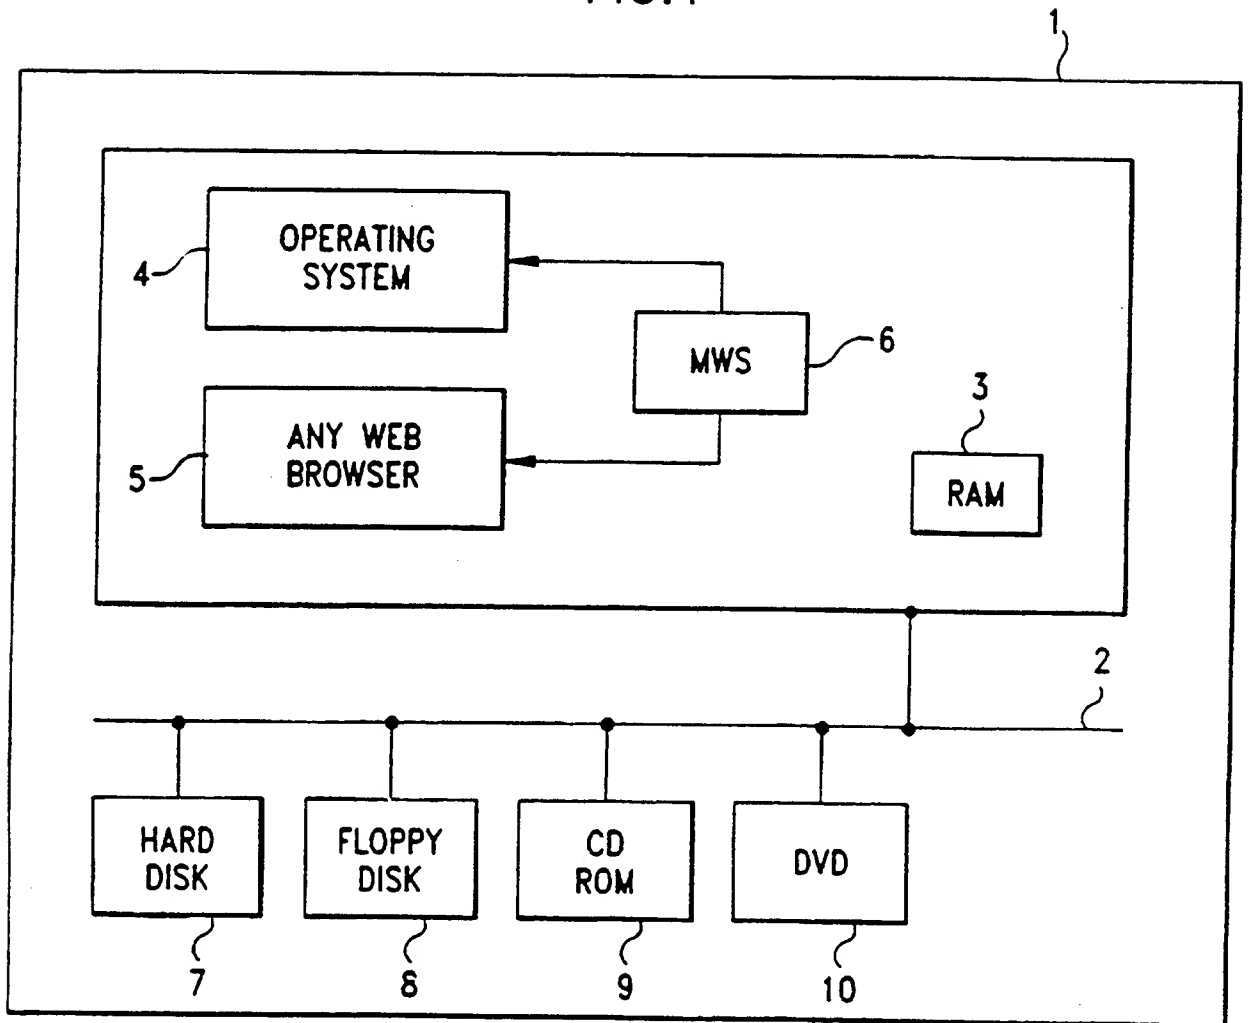 1
OPERATING
SYSTEM
4
MWS
6
ANY WEB
BROWSER
5
3
RAM
2
HARD
DISK
FLOPPY
DISK
CD
ROM
DVD
7
8
9
10